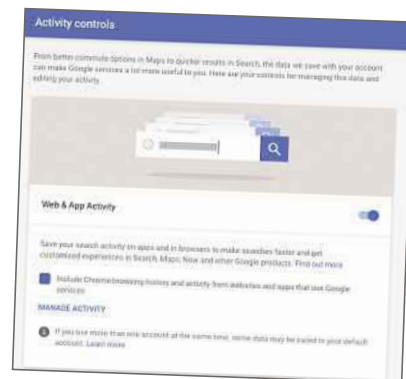 Activity controls
From better commute options in Maps to quicker results in Search, the data we save with your account
can make Google services a lot more useful to you. Here are your controls for managing this data and
editing your activity.
Web & App Activity
Save your search activity on apps and in browsers to make searches faster and get
customized experiences in Search, Maps, Now and other Google products. Find out more
Include Chrome browsing history and activity from websites and apps that use Google
services
MANAGE ACTIVITY
If you use more than one account at the same time, some data may be saved in your default
account. Learn more